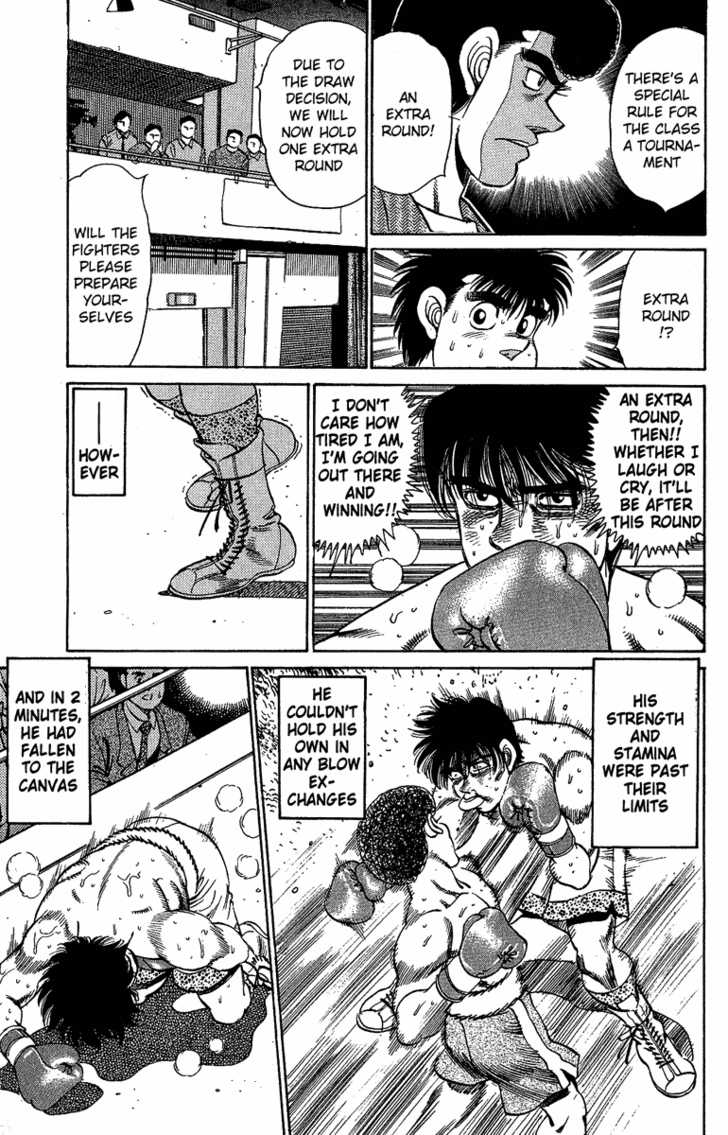 THERE'S A
SPECIAL
RULE FOR
THE CLASS
A TOURNA-
MENT
AN
EXTRA
ROUND!
DUE TO
THE DRAW
DECISION,
WE WILL
NOW HOLD
ONE EXTRA
ROUND
WILL THE
FIGHTERS
PLEASE
PREPARE
YOUR-
SELVES
EXTRA
ROUND
!?
AN EXTRA
ROUND,
THEN!!
WHETHER I
LAUGH OR
CRY, IT'LL
BE AFTER
THIS ROUND
I DON'T
CARE HOW
TIRED I AM,
I'M GOING
OUT THERE
AND
WINNING!!
—
HOW-
EVER
HIS
STRENGTH
AND
STAMINA
WERE PAST
THEIR
LIMITS
HE
COULDN'T
HOLD HIS
OWN IN
ANY BLOW
EX-
CHANGES
AND IN 2
MINUTES,
HE HAD
FALLEN
TO THE
CANVAS